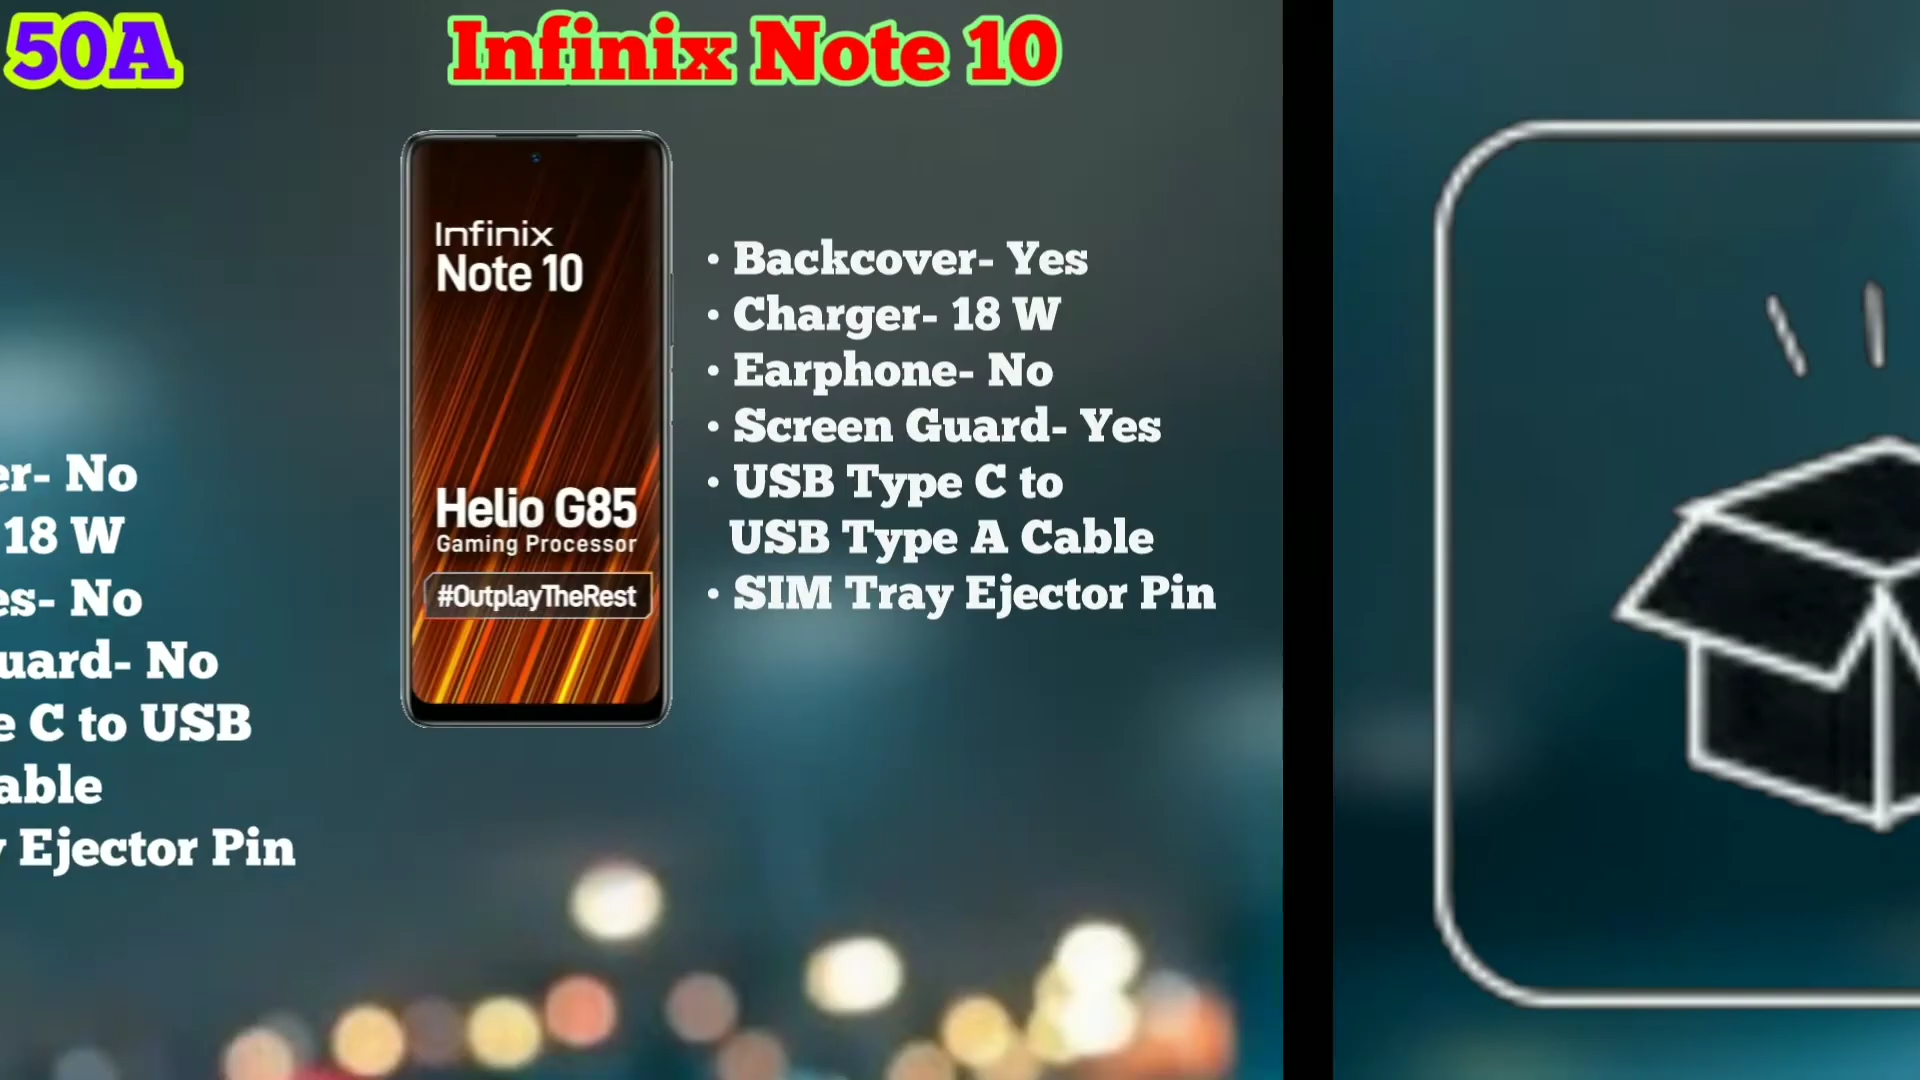 50A
er- No
18 W
es- No
uard- No
e C to USB
able
y Ejector Pin
Infinix Note 10
Infinix
Note 10
Helio G85
Gaming Processor
#OutplayTheRest
• Backcover- Yes
• Charger- 18 W
• Earphone- No
• Screen Guard- Yes
• USB Type C to
USB Type A Cable
• SIM Tray Ejector Pin